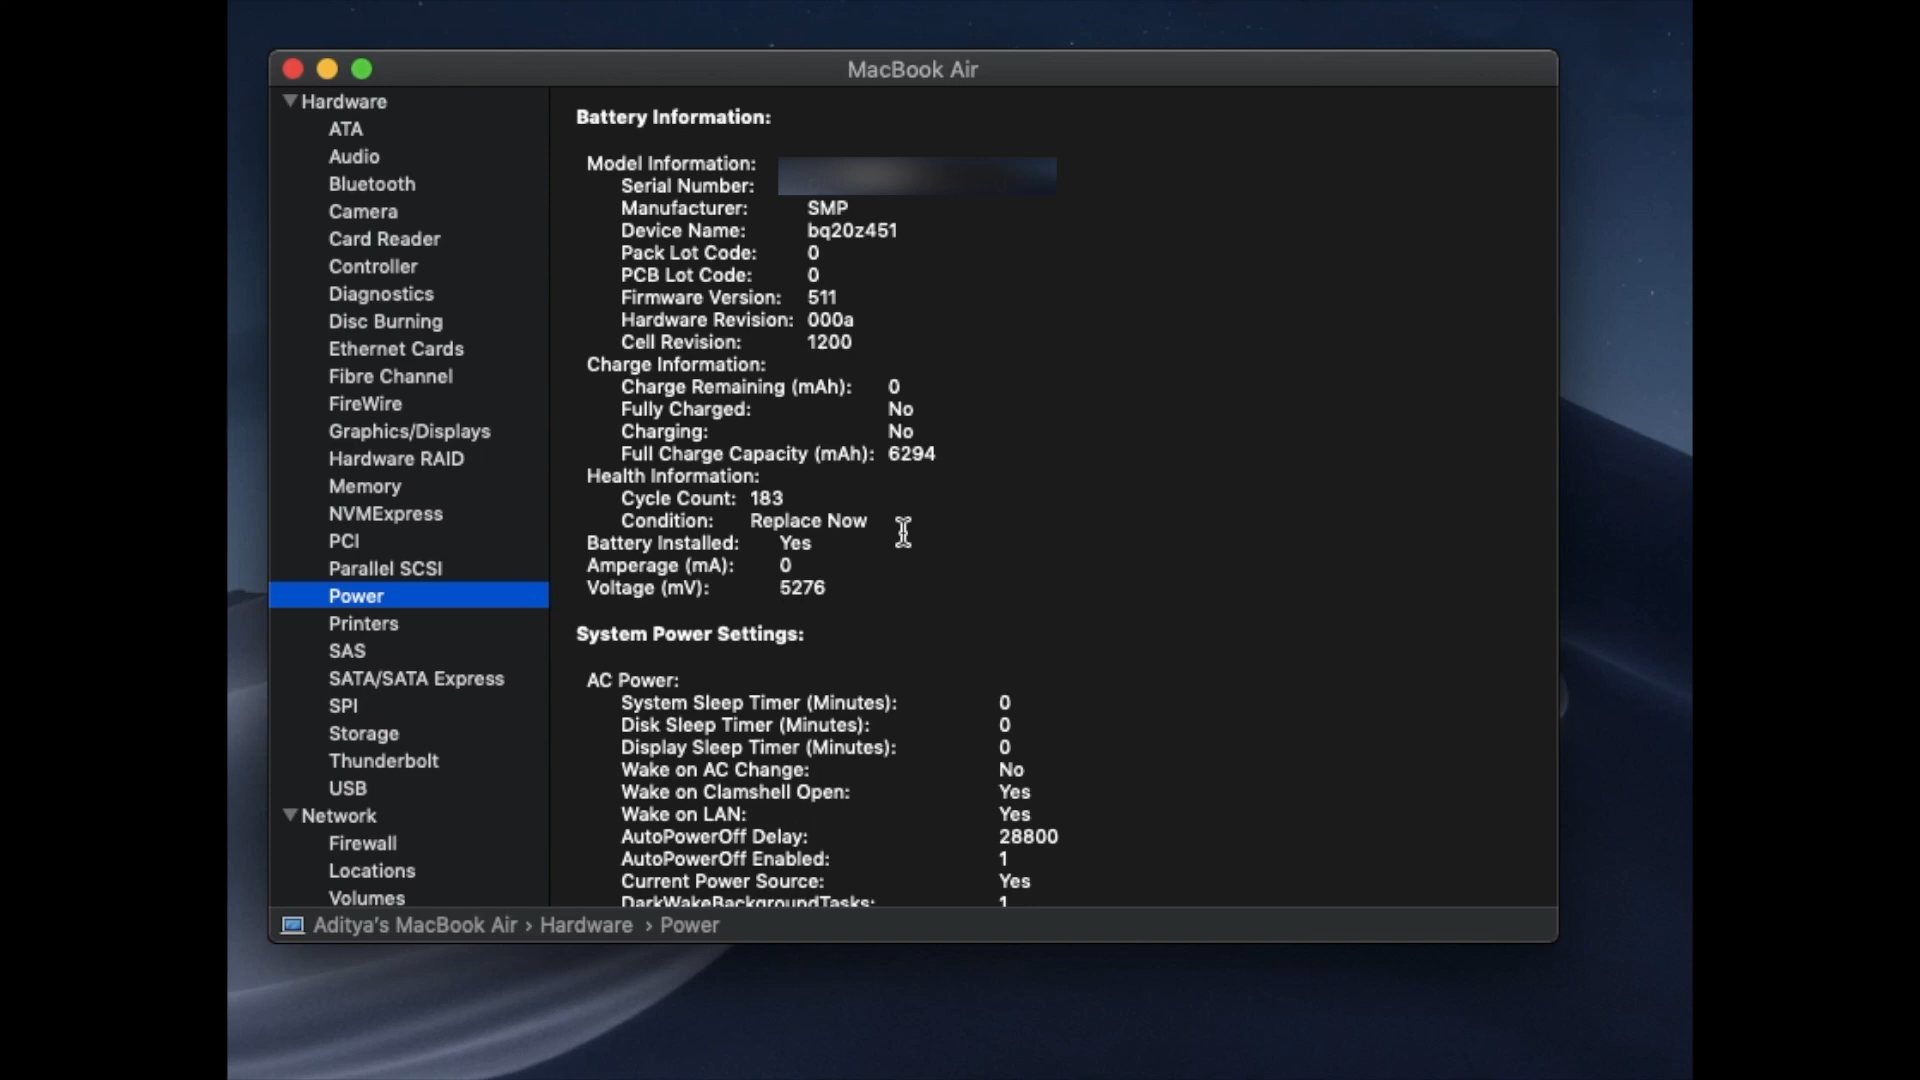 MacBook Air
Hardware
ATA
Audio
Bluetooth
Camera
Card Reader
Controller
Diagnostics
Disc Burning
Ethernet Cards
Fibre Channel
FireWire
Graphics/Displays
Hardware RAID
Memory
NVMExpress
PCI
Parallel SCSI
Power
Printers
SAS
SATA/SATA Express
SPI
Storage
Thunderbolt
USB
Network
Firewall
Locations
Volumes
Battery Information:
Model Information:
Serial Number:
Manufacturer: SMP
Device Name: bq20z451
Pack Lot Code: 0
PCB Lot Code: 0
Firmware Version: 511
Hardware Revision: 000a
Cell Revision: 1200
Charge Information:
Charge Remaining (mAh): 0
Fully Charged: No
Charging: No
Full Charge Capacity (mAh): 6294
Health Information:
Cycle Count: 183
Condition: Replace Now
Battery Installed: Yes
Amperage (mA): 0
Voltage (mV): 5276
System Power Settings:
AC Power:
System Sleep Timer (Minutes): 0
Disk Sleep Timer (Minutes): 0
Display Sleep Timer (Minutes): 0
Wake on AC Change: No
Wake on Clamshell Open: Yes
Wake on LAN: Yes
AutoPowerOff Delay: 28800
AutoPowerOff Enabled: 1
Current Power Source: Yes
DarkWakeBackgroundTasks: 1
Aditya's MacBook Air › Hardware › Power